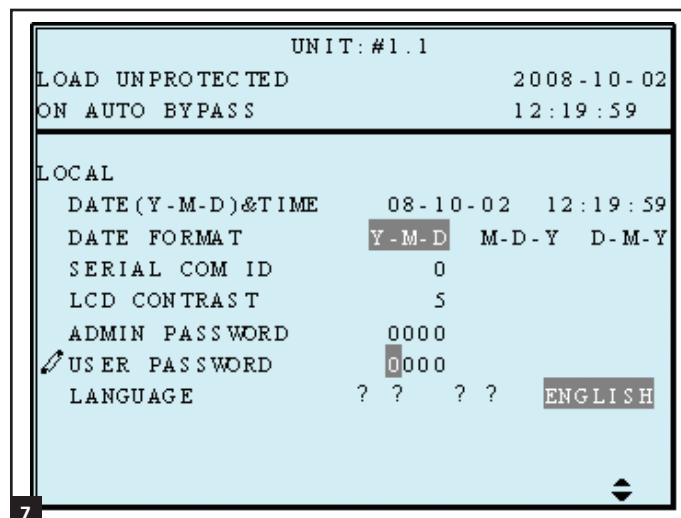 UNIT:#1.1
LOAD UNPROTECTED 2008-10-02
ON AUTO BYPASS 12:19:59
LOCAL
DATE(Y-M-D)&TIME 08-10-02 12:19:59
DATE FORMAT Y-M-D M-D-Y D-M-Y
SERIAL COM ID 0
LCD CONTRAST 5
ADMIN PASSWORD 0000
USER PASSWORD 0000
LANGUAGE ? ? ? ? ENGLISH
7